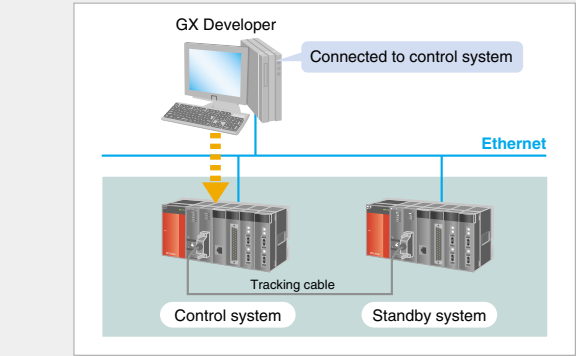 GX Developer
Connected to control system
Ethernet
Tracking cable
Control system
Standby system